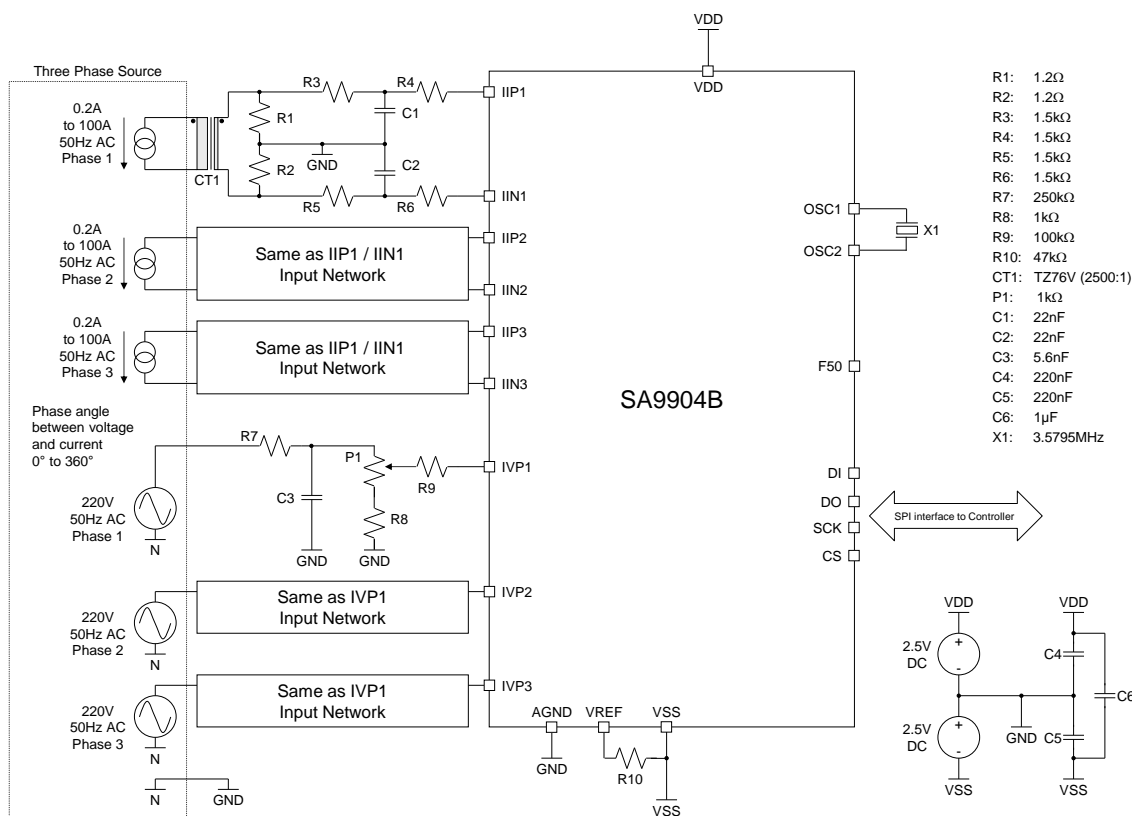 VDD
VDD
Three Phase Source
0.2A
to 100A
50Hz AC
Phase 1
CT1
R1
R2
R3
R4
C1
GND
C2
R5
R6
IIP1
IIN1
0.2A
to 100A
50Hz AC
Phase 2
Same as IIP1 / IIN1
Input Network
IIP2
IIN2
0.2A
to 100A
50Hz AC
Phase 3
Same as IIP1 / IIN1
Input Network
IIP3
IIN3
Phase angle
between voltage
and current
0° to 360°
220V
50Hz AC
Phase 1
N
R7
C3
GND
P1
R8
GND
R9
IVP1
220V
50Hz AC
Phase 2
N
Same as IVP1
Input Network
IVP2
220V
50Hz AC
Phase 3
N
Same as IVP1
Input Network
IVP3
N
GND
SA9904B
AGND
GND
VREF
R10
VSS
VSS
OSC1
OSC2
X1
F50
DI
DO
SCK
CS
SPI interface to Controller
R1: 1.2Ω
R2: 1.2Ω
R3: 1.5kΩ
R4: 1.5kΩ
R5: 1.5kΩ
R6: 1.5kΩ
R7: 250kΩ
R8: 1kΩ
R9: 100kΩ
R10: 47kΩ
CT1: TZ76V (2500:1)
P1: 1kΩ
C1: 22nF
C2: 22nF
C3: 5.6nF
C4: 220nF
C5: 220nF
C6: 1µF
X1: 3.5795MHz
VDD
VDD
2.5V
DC
+
-
C4
C6
GND
2.5V
DC
+
-
C5
VSS
VSS